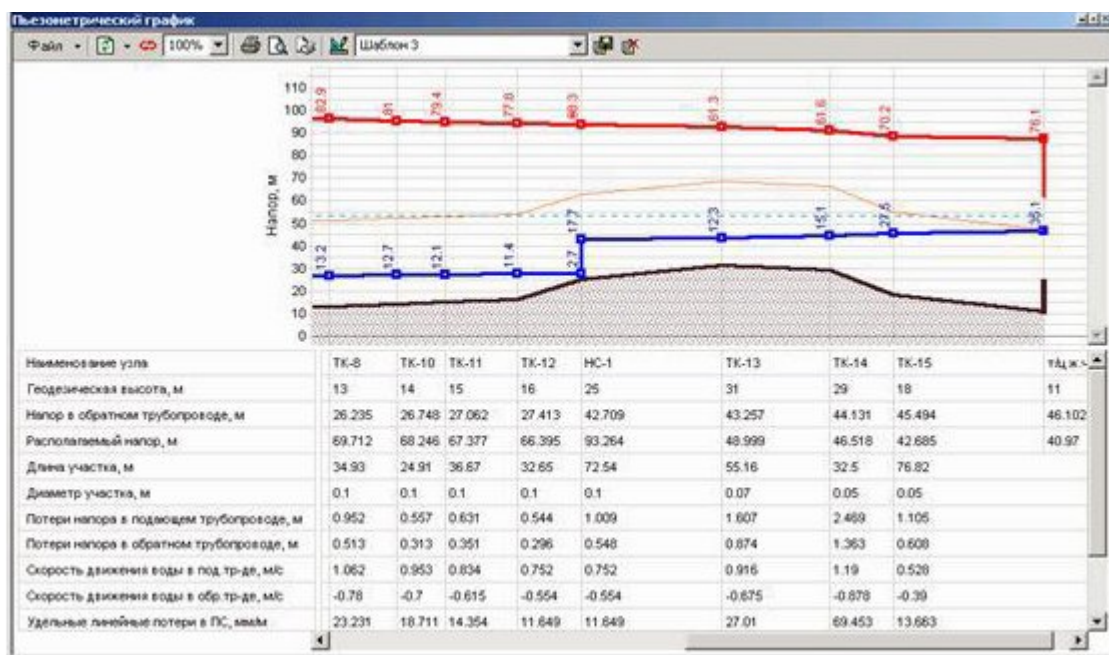 Пьезометрический график
Файл 100% Шаблон 3
110
100
90
80
70
60
50
40
30
20
10
0
Напор, м
82.9 81 79.4 77.8 61.3 61.6 70.2 76.1
13.2 12.7 12.1 11.4 2.7 17.7 12.3 15.1 27.5 35.1
Наименование узла ТК-8 ТК-10 ТК-11 ТК-12 НС-1 ТК-13 ТК-14 ТК-15
Геодезическая высота, м 13 14 15 16 25 31 29 18 11
Напор в обратном трубопроводе, м 26.235 26.748 27.062 27.413 42.709 43.257 44.131 45.494 46.102
Располагаемый напор, м 69.712 68.246 67.377 66.395 93.264 48.999 46.518 42.685 40.97
Длина участка, м 34.93 24.91 36.67 32.65 72.54 55.16 32.5 76.82
Диаметр участка, м 0.1 0.1 0.1 0.1 0.1 0.07 0.05 0.05
Потери напора в подающем трубопроводе, м 0.952 0.557 0.631 0.544 1.009 1.607 2.469 1.105
Потери напора в обратном трубопроводе, м 0.513 0.313 0.351 0.296 0.548 0.874 1.363 0.608
Скорость движения воды в под.тр-де, м/с 1.062 0.953 0.834 0.752 0.752 0.916 1.19 0.528
Скорость движения воды в обр.тр-де, м/с -0.78 -0.7 -0.615 -0.554 -0.554 -0.675 -0.878 -0.39
Удельные линейные потери в ПС, мм/м 23.231 18.711 14.354 11.649 11.649 27.01 69.453 13.663